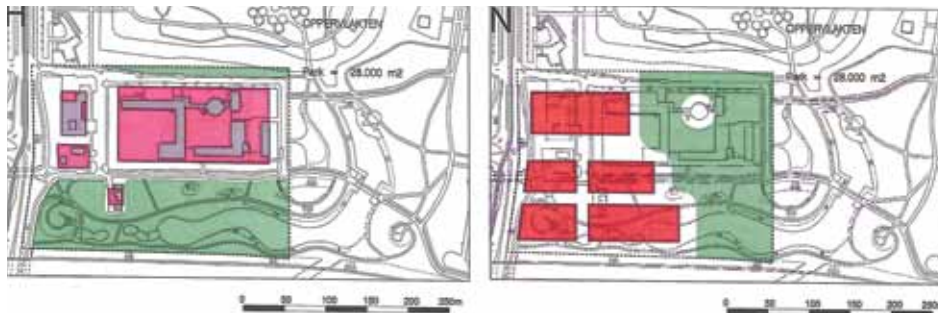 H
OPPERVLAKTEN
Park = 28.000 m2
0 50 100 150 200 250m
N
OPPERVLAKTEN
Park = 28.000 m2
0 50 100 150 200 250